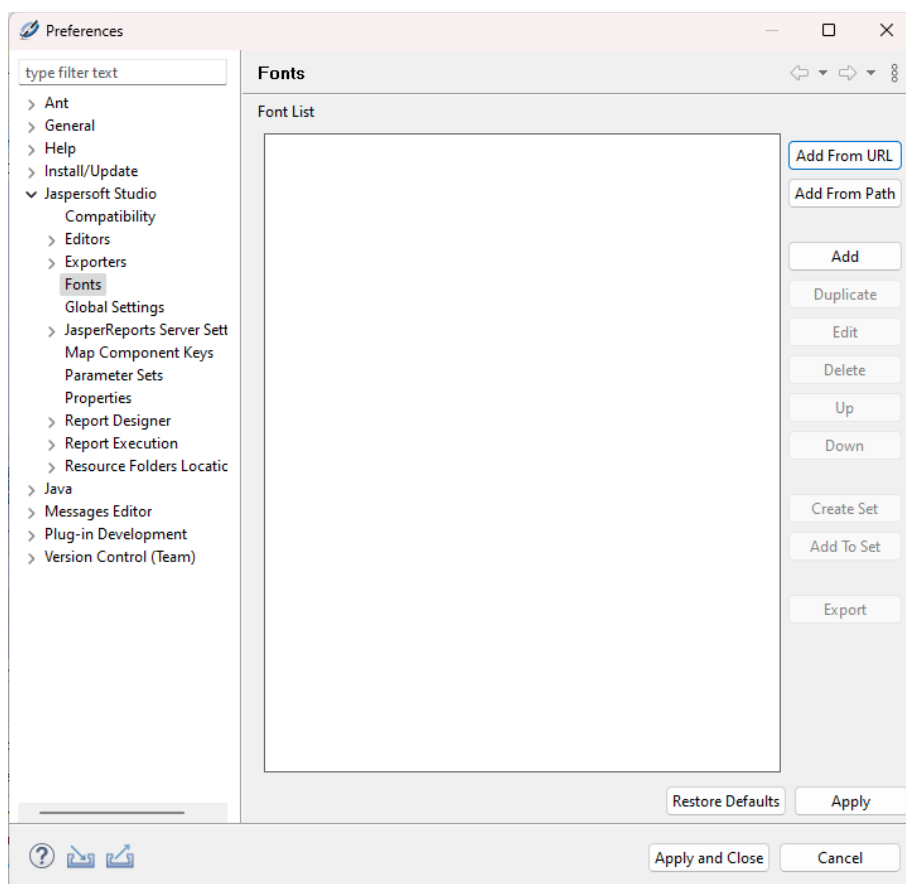 Preferences
type filter text
Ant
General
Help
Install/Update
Jaspersoft Studio
Compatibility
Editors
Exporters
Fonts
Global Settings
JasperReports Server Sett
Map Component Keys
Parameter Sets
Properties
Report Designer
Report Execution
Resource Folders Locatic
Java
Messages Editor
Plug-in Development
Version Control (Team)
Fonts
Font List
Add From URL
Add From Path
Add
Duplicate
Edit
Delete
Up
Down
Create Set
Add To Set
Export
Restore Defaults
Apply
Apply and Close
Cancel